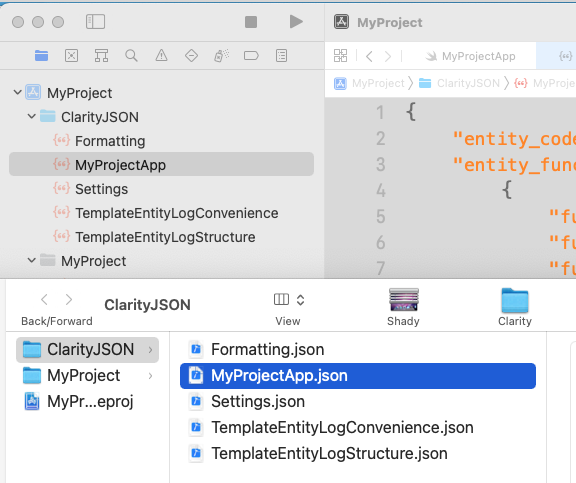 MyProject
MyProjectApp
MyProject
ClarityJSON
MyProje
MyProject
ClarityJSON
Formatting
MyProjectApp
Settings
TemplateEntityLogConvenience
TemplateEntityLogStructure
MyProject
1 {
2 "entity_code
3 "entity_func
4 {
5 "fu
6 "fu
7 "fu
ClarityJSON
Back/Forward
View
Shady
Clarity
ClarityJSON
MyProject
MyPr...eproj
Formatting.json
MyProjectApp.json
Settings.json
TemplateEntityLogConvenience.json
TemplateEntityLogStructure.json